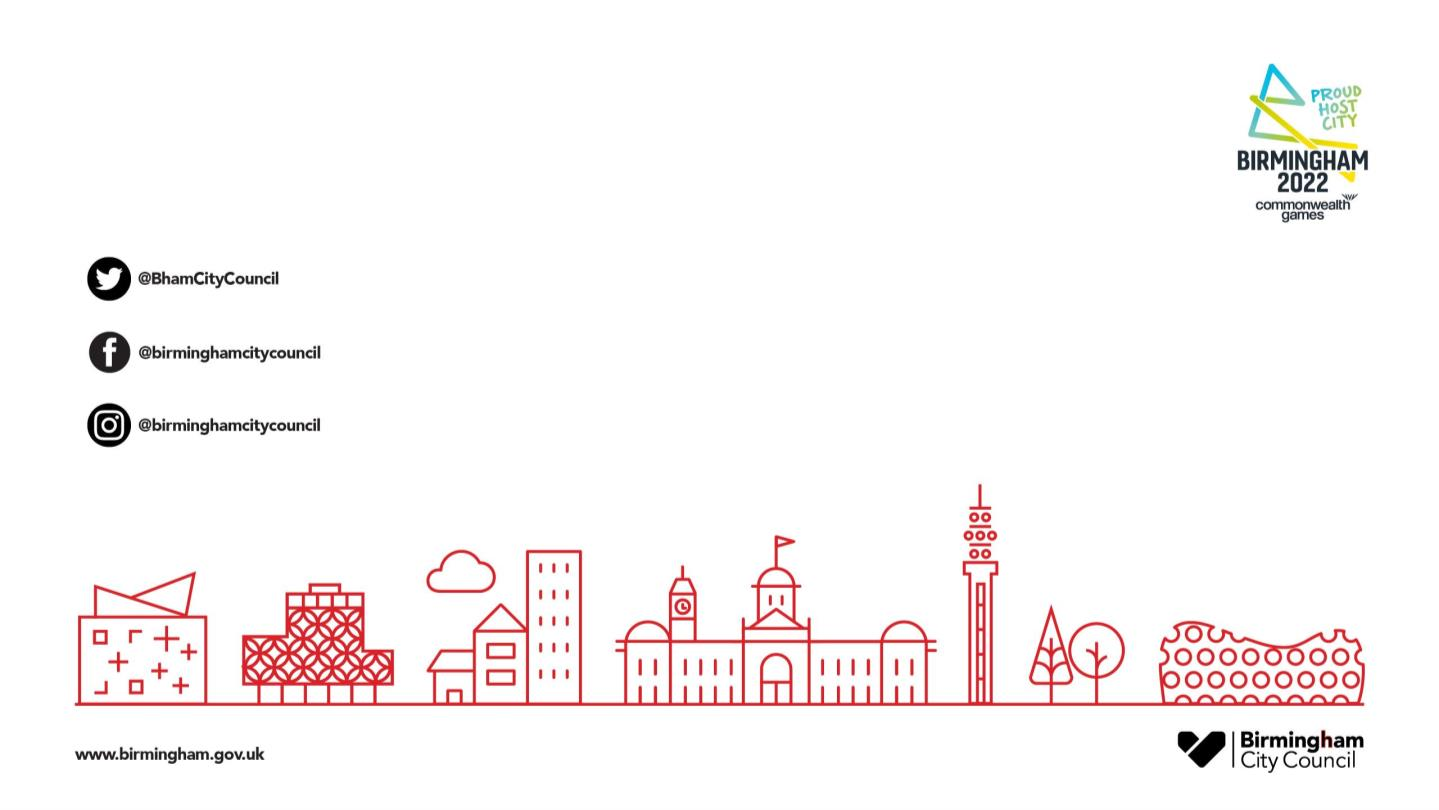 PROUD
HOST
CITY
BIRMINGHAM
2022
commonwealth
games
@BhamCityCouncil
@birminghamcitycouncil
@birminghamcitycouncil
www.birmingham.gov.uk
Birmingham
City Council